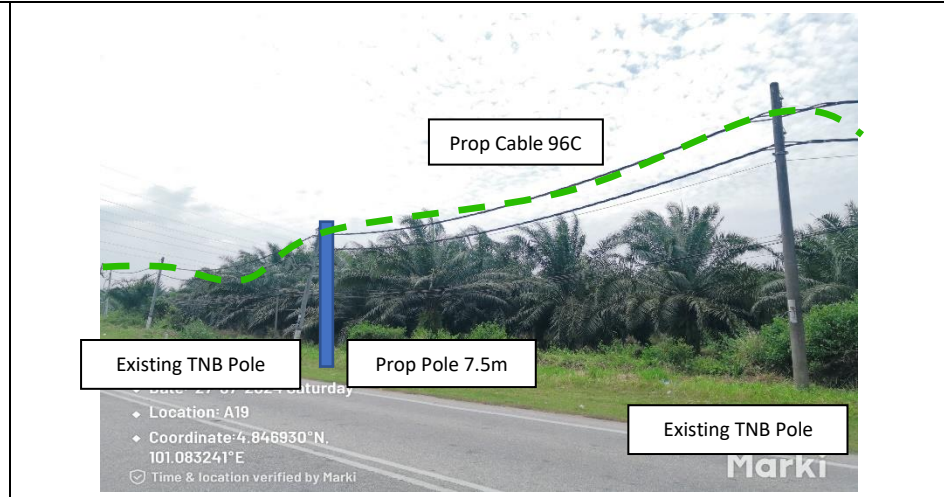 Prop Cable 96C
Existing TNB Pole
Prop Pole 7.5m
Saturday
Location: A19
Existing TNB Pole
Coordinate:4.846930°N,
101.083241°E
Marki
Time & location verified by Marki